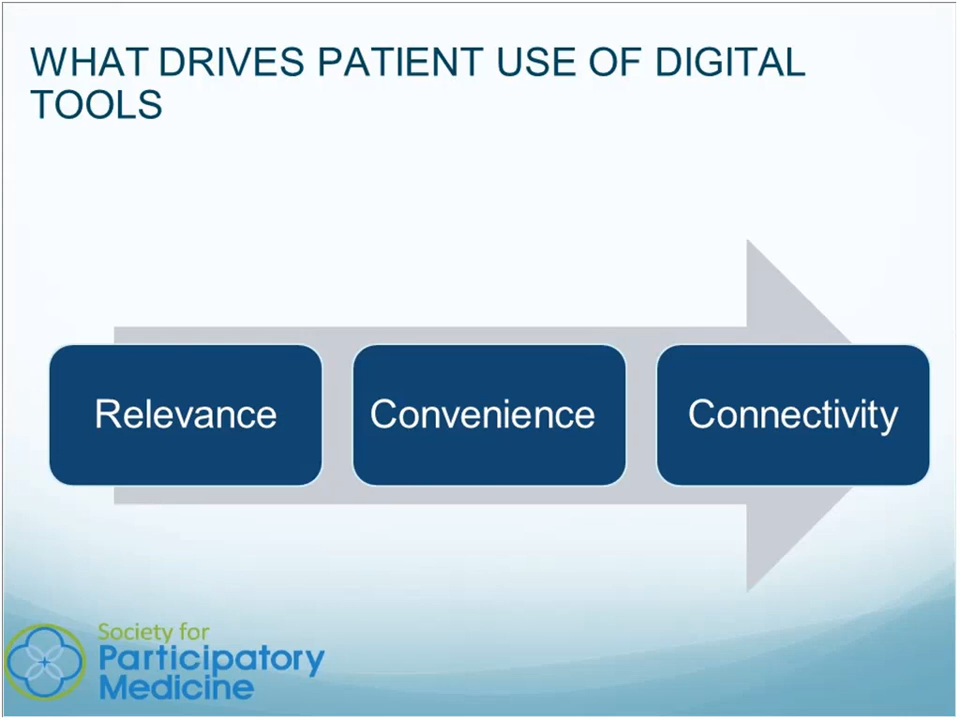 WHAT DRIVES PATIENT USE OF DIGITAL
TOOLS
Relevance
Convenience
Connectivity
Society for
Participatory
Medicine